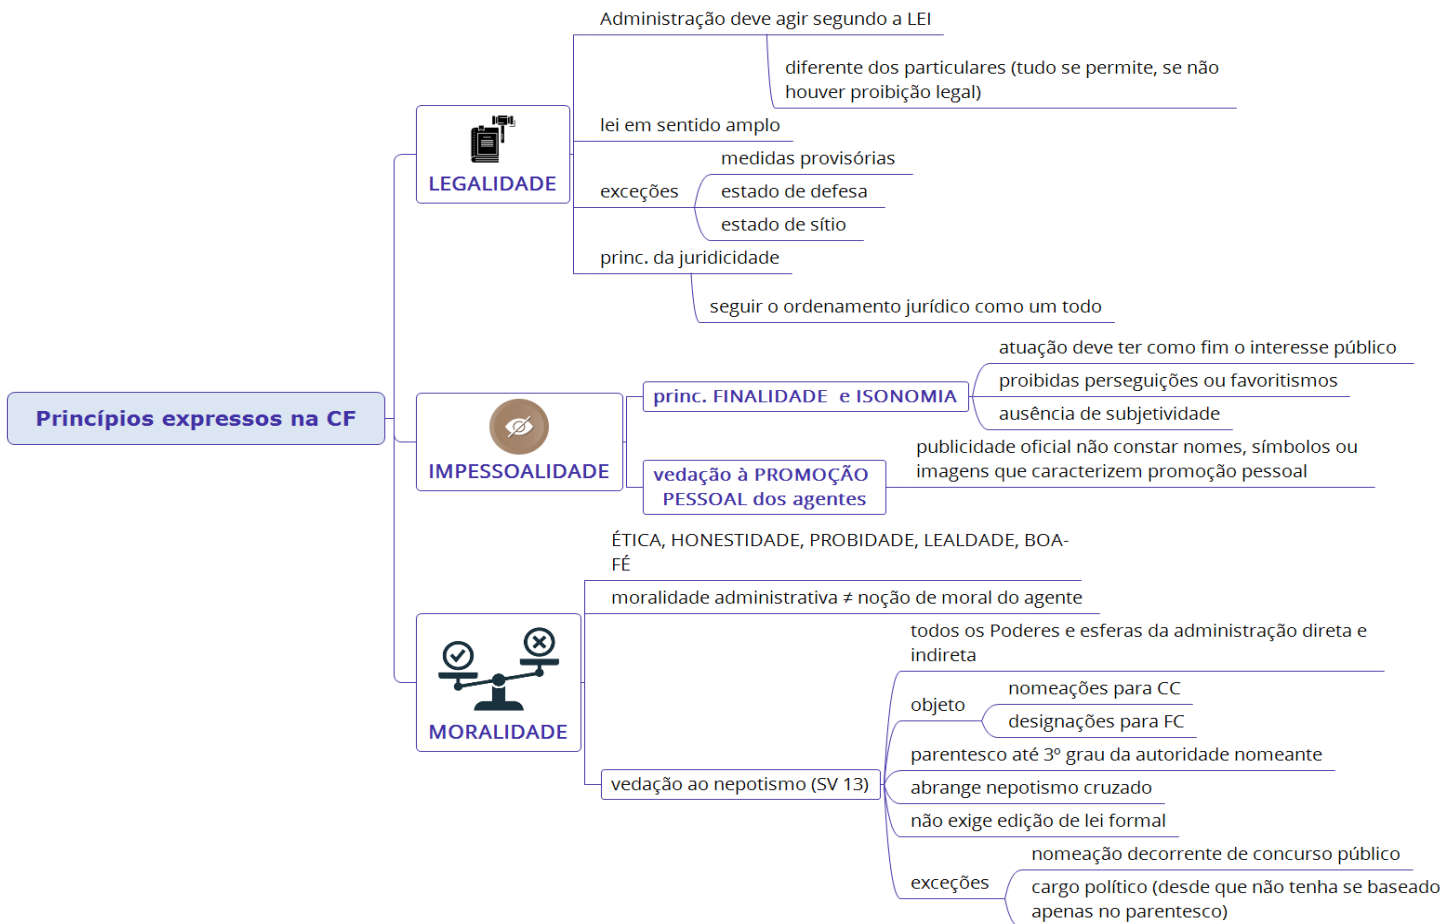 Princípios expressos na CF
LEGALIDADE
Administração deve agir segundo a LEI
diferente dos particulares (tudo se permite, se não
houver proibição legal)
lei em sentido amplo
exceções
medidas provisórias
estado de defesa
estado de sítio
princ. da juridicidade
seguir o ordenamento jurídico como um todo
IMPESSOALIDADE
princ. FINALIDADE e ISONOMIA
atuação deve ter como fim o interesse público
proibidas perseguições ou favoritismos
ausência de subjetividade
vedação à PROMOÇÃO
PESSOAL dos agentes
publicidade oficial não constar nomes, símbolos ou
imagens que caracterizem promoção pessoal
MORALIDADE
ÉTICA, HONESTIDADE, PROBIDADE, LEALDADE, BOA-
FÉ
moralidade administrativa ≠ noção de moral do agente
vedação ao nepotismo (SV 13)
todos os Poderes e esferas da administração direta e
indireta
objeto
nomeações para CC
designações para FC
parentesco até 3º grau da autoridade nomeante
abrange nepotismo cruzado
não exige edição de lei formal
exceções
nomeação decorrente de concurso público
cargo político (desde que não tenha se baseado
apenas no parentesco)